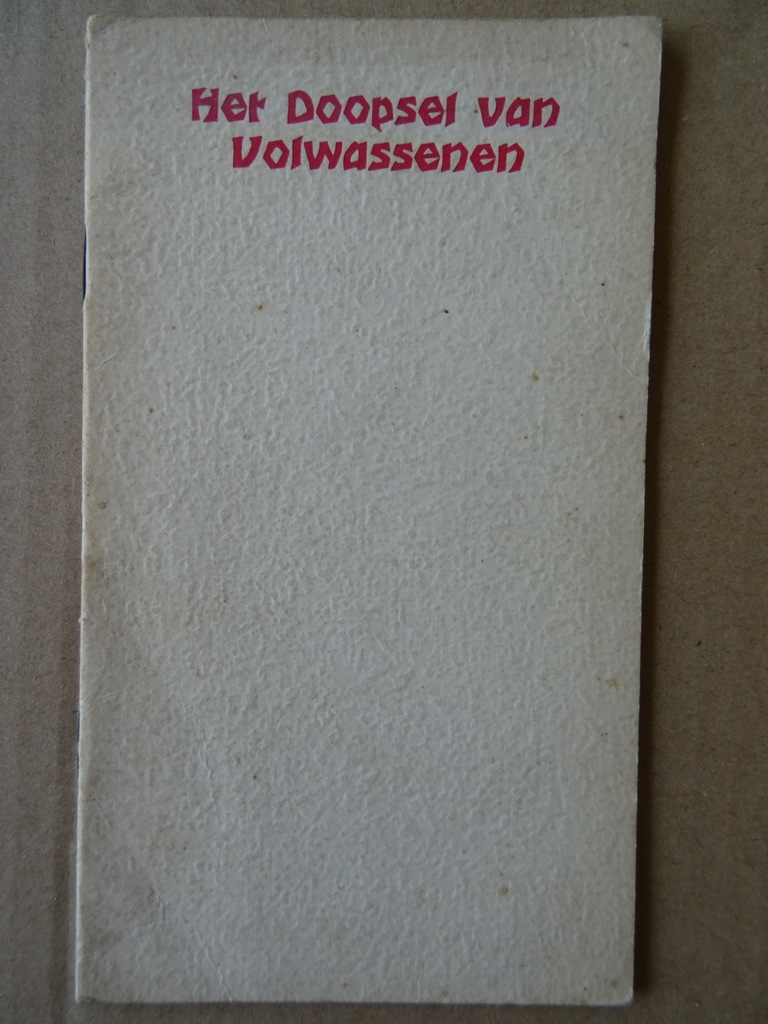 Het Doopsel van
Volwassenen